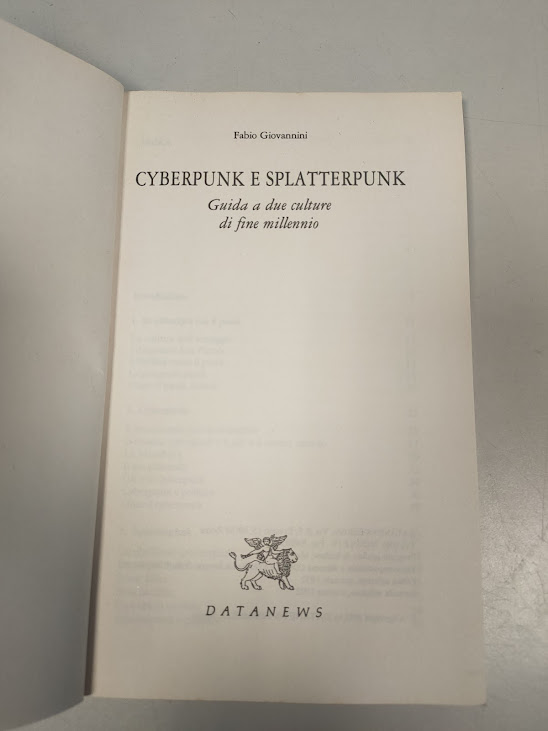 Fabio Giovannini
CYBERPUNK E SPLATTERPUNK
Guida a due culture
di fine millennio
DATANEWS